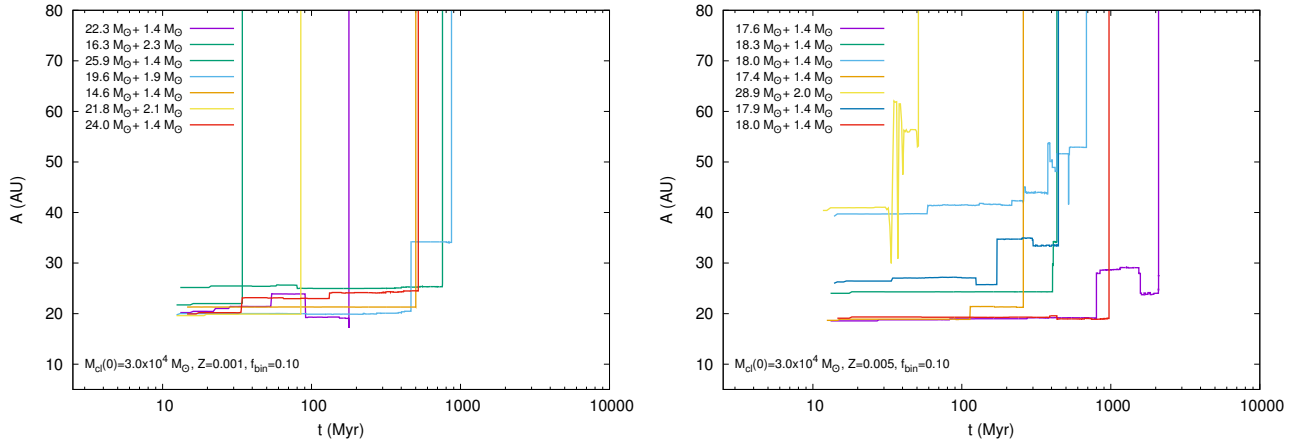 80
70
60
50
40
30
20
10
A (AU)
22.3 M☉+ 1.4 M☉
16.3 M☉+ 2.3 M☉
25.9 M☉+ 1.4 M☉
19.6 M☉+ 1.9 M☉
14.6 M☉+ 1.4 M☉
21.8 M☉+ 2.1 M☉
24.0 M☉+ 1.4 M☉
M_cl(0)=3.0x10⁴ M☉, Z=0.001, f_bin=0.10
10 100 1000 10000
t (Myr)
80
70
60
50
40
30
20
10
A (AU)
17.6 M☉+ 1.4 M☉
18.3 M☉+ 1.4 M☉
18.0 M☉+ 1.4 M☉
17.4 M☉+ 1.4 M☉
28.9 M☉+ 2.0 M☉
17.9 M☉+ 1.4 M☉
18.0 M☉+ 1.4 M☉
M_cl(0)=3.0x10⁴ M☉, Z=0.005, f_bin=0.10
10 100 1000 10000
t (Myr)